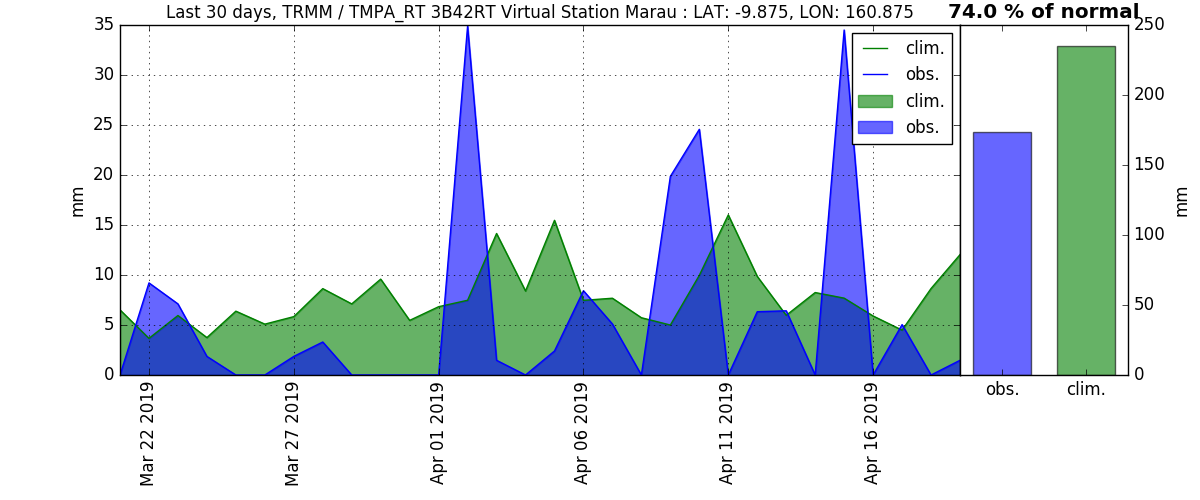 Last 30 days, TRMM / TMPA_RT 3B42RT Virtual Station Marau : LAT: -9.875, LON: 160.875
74.0 % of normal
35
30
25
20
15
10
5
0
mm
clim.
obs.
clim.
obs.
Mar 22 2019
Mar 27 2019
Apr 01 2019
Apr 06 2019
Apr 11 2019
Apr 16 2019
250
200
150
100
50
0
mm
obs.
clim.